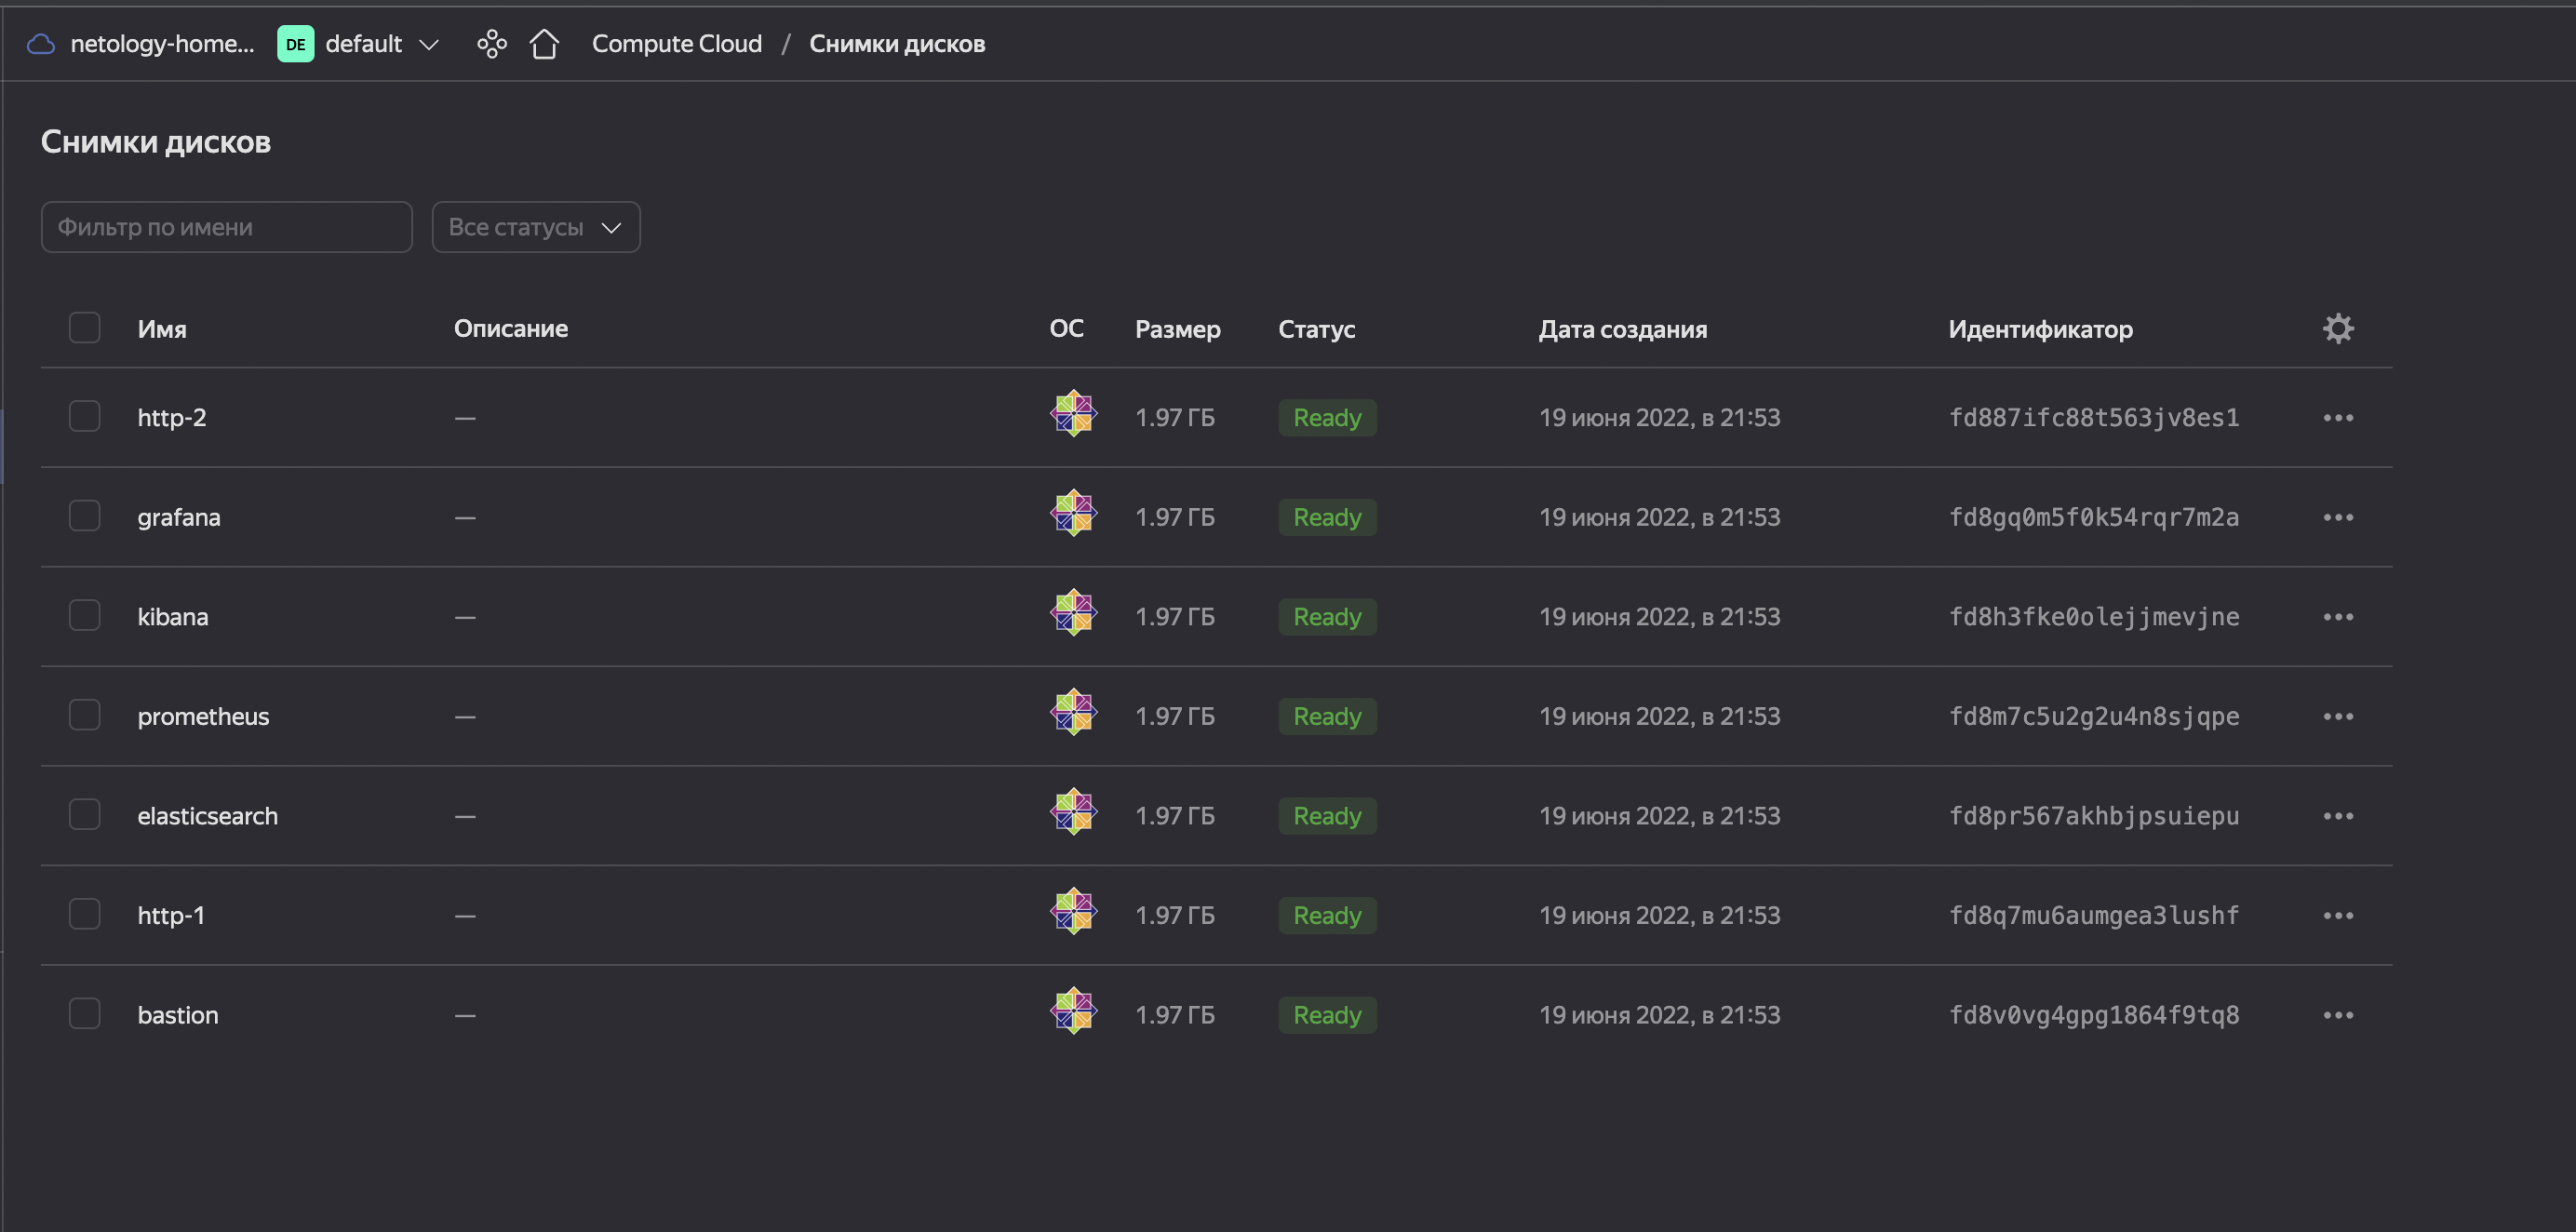 netology-home... DE default Compute Cloud / Снимки дисков
Снимки дисков
Фильтр по имени Все статусы
Имя Описание ОС Размер Статус Дата создания Идентификатор
http-2 — 1.97 ГБ Ready 19 июня 2022, в 21:53 fd887ifc88t563jv8es1
grafana — 1.97 ГБ Ready 19 июня 2022, в 21:53 fd8gq0m5f0k54rqr7m2a
kibana — 1.97 ГБ Ready 19 июня 2022, в 21:53 fd8h3fke0olejjmevjne
prometheus — 1.97 ГБ Ready 19 июня 2022, в 21:53 fd8m7c5u2g2u4n8sjqpe
elasticsearch — 1.97 ГБ Ready 19 июня 2022, в 21:53 fd8pr567akhbjpsuiepu
http-1 — 1.97 ГБ Ready 19 июня 2022, в 21:53 fd8q7mu6aumgea3lushf
bastion — 1.97 ГБ Ready 19 июня 2022, в 21:53 fd8v0vg4gpg1864f9tq8